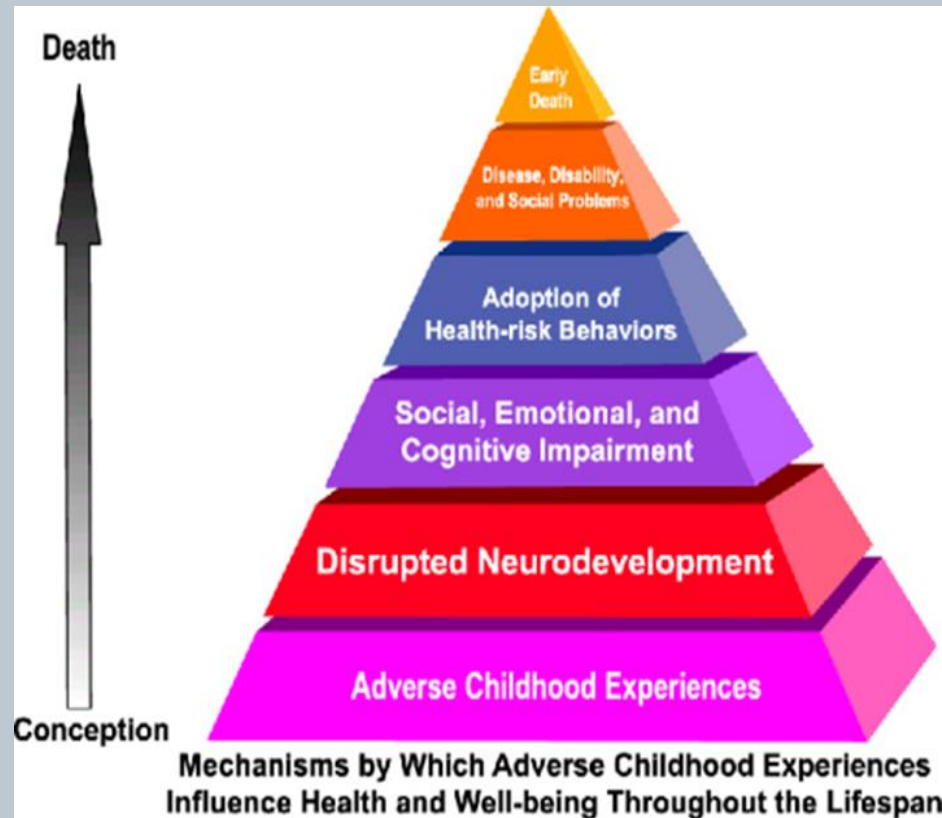 Death
Early
Death
Disease, Disability,
and Social Problems
Adoption of
Health-risk Behaviors
Social, Emotional, and
Cognitive Impairment
Disrupted Neurodevelopment
Adverse Childhood Experiences
Conception
Mechanisms by Which Adverse Childhood Experiences
Influence Health and Well-being Throughout the Lifespan